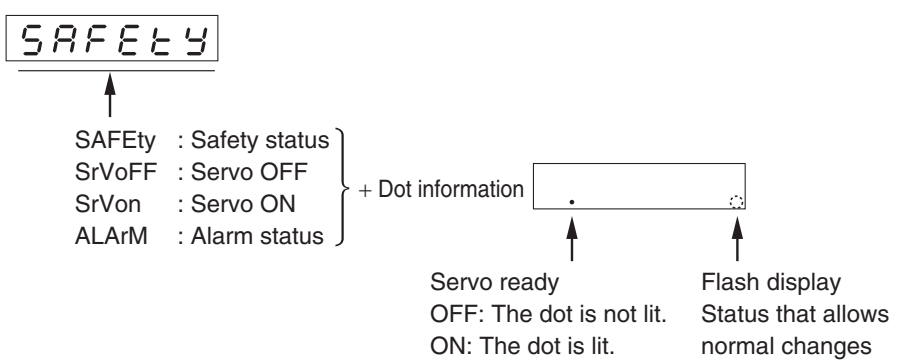 SAFEty
SAFEty : Safety status
SrVoFF : Servo OFF
SrVon : Servo ON
ALArM : Alarm status
+ Dot information
Servo ready
OFF: The dot is not lit.
ON: The dot is lit.
Flash display
Status that allows
normal changes